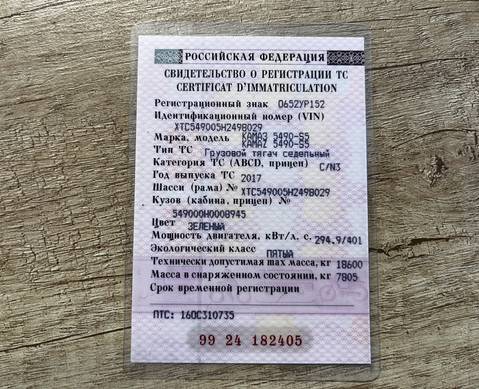 РОССИЙСКАЯ ФЕДЕРАЦИЯ
СВИДЕТЕЛЬСТВО О РЕГИСТРАЦИИ ТС
CERTIFICAT D'IMMATRICULATION
Регистрационный знак О652УР152
Идентификационный номер (VIN)
XTC549005H2498029
Марка, модель КАМАЗ 5490-S5
KAMAZ 5490-S5
Тип ТС Грузовой тягач седельный
Категория ТС (ABCD, прицеп) C/N3
Год выпуска ТС 2017
Шасси (рама) № XTC549005H2498029
Кузов (кабина, прицеп) №
549000H0008945
Цвет ЗЕЛЕНЫЙ
Мощность двигателя, кВт/л. с. 294.9/401
Экологический класс ПЯТЫЙ
Технически допустимая max масса, кг 18600
Масса в снаряженном состоянии, кг 7805
Срок временной регистрации
ПТС: 16ОС310735
99 24 182405